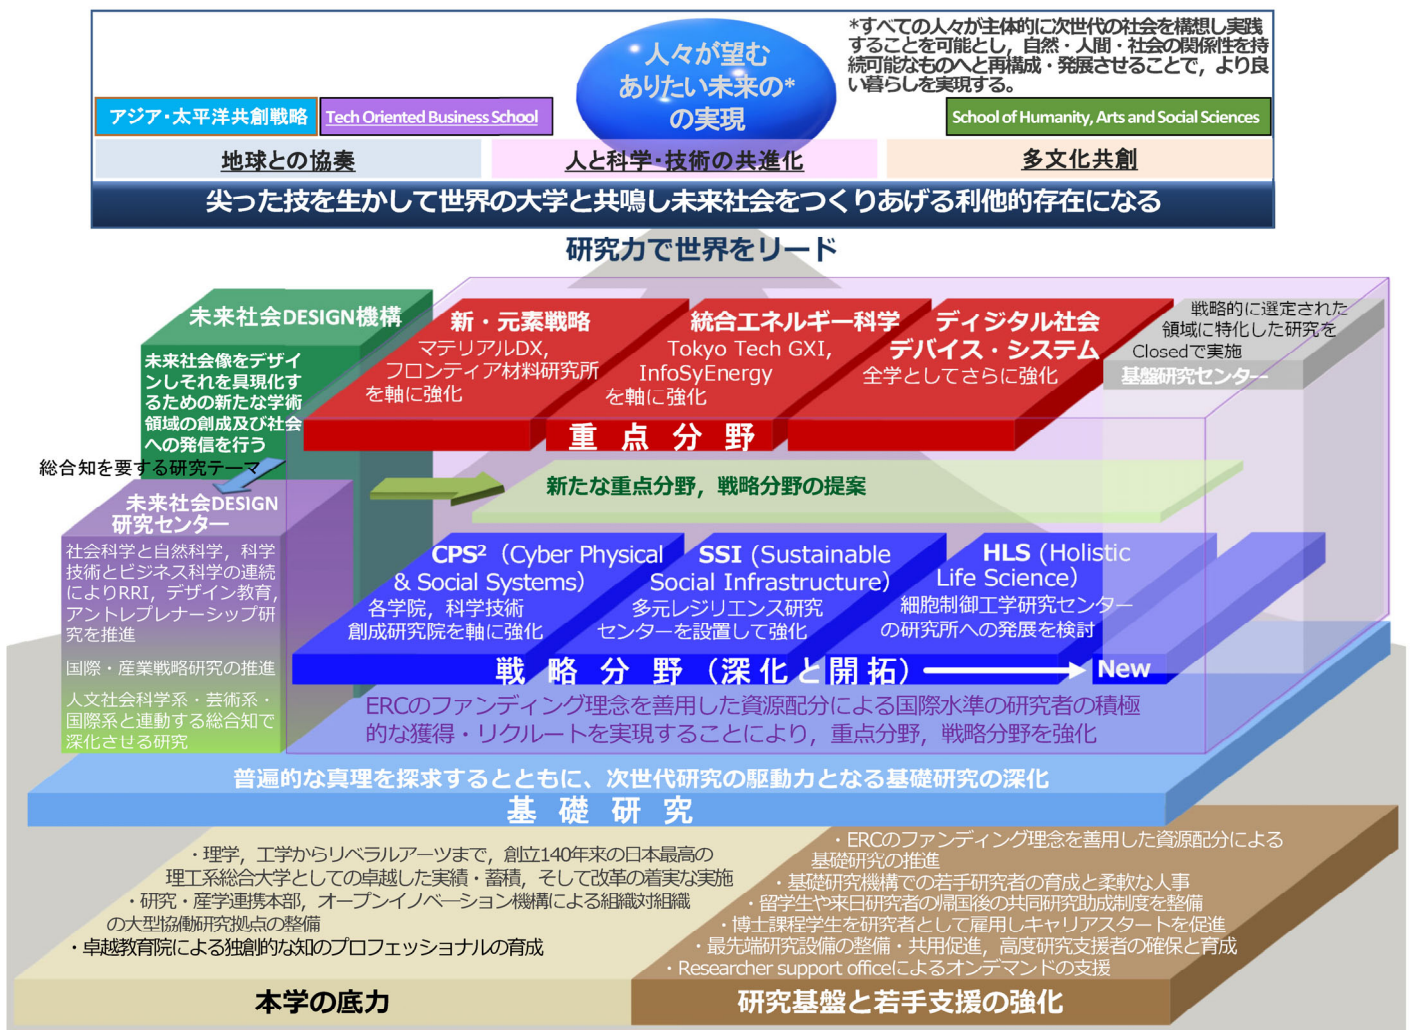 人々が望む
ありたい未来の*
の実現
*すべての人々が主体的に次世代の社会を構想し実践
することを可能とし，自然・人間・社会の関係性を持
続可能なものへと再構成・発展させることで，より良
い暮らしを実現する。
アジア・太平洋共創戦略
Tech Oriented Business School
School of Humanity, Arts and Social Sciences
地球との協奏
人と科学・技術の共進化
多文化共創
尖った技を生かして世界の大学と共鳴し未来社会をつくりあげる利他的存在になる
研究力で世界をリード
未来社会DESIGN機構
未来社会像をデザイ
ンしそれを具現化す
るための新たな学術
領域の創成及び社会
への発信を行う
新・元素戦略
マテリアルDX，
フロンティア材料研究所
を軸に強化
統合エネルギー科学
Tokyo Tech GXI,
InfoSyEnergy
を軸に強化
ディジタル社会
デバイス・システム
全学としてさらに強化
戦略的に選定された
領域に特化した研究を
Closedで実施
基盤研究センター
重点分野
総合知を要する研究テーマ
新たな重点分野，戦略分野の提案
未来社会DESIGN
研究センター
社会科学と自然科学，科学
技術とビジネス科学の連続
によりRRI，デザイン教育，
アントレプレナーシップ研
究を推進
国際・産業戦略研究の推進
人文社会科学系・芸術系・
国際系と連動する総合知で
深化させる研究
CPS²（Cyber Physical
& Social Systems）
各学院，科学技術
創成研究院を軸に強化
SSI (Sustainable
Social Infrastructure）
多元レジリエンス研究
センターを設置して強化
HLS (Holistic
Life Science）
細胞制御工学研究センター
の研究所への発展を検討
戦略分野（深化と開拓）
New
ERCのファンディング理念を善用した資源配分による国際水準の研究者の積極
的な獲得・リクルートを実現することにより，重点分野，戦略分野を強化
普遍的な真理を探求するとともに、次世代研究の駆動力となる基礎研究の深化
基礎研究
・理学，工学からリベラルアーツまで，創立140年来の日本最高の
理工系総合大学としての卓越した実績・蓄積，そして改革の着実な実施
・研究・産学連携本部，オープンイノベーション機構による組織対組織
の大型協働研究拠点の整備
・卓越教育院による独創的な知のプロフェッショナルの育成
本学の底力
・ERCのファンディング理念を善用した資源配分による
基礎研究の推進
・基礎研究機構での若手研究者の育成と柔軟な人事
・留学生や来日研究者の帰国後の共同研究助成制度を整備
・博士課程学生を研究者として雇用しキャリアスタートを促進
・最先端研究設備の整備・共用促進，高度研究支援者の確保と育成
・Researcher support officeによるオンデマンドの支援
研究基盤と若手支援の強化